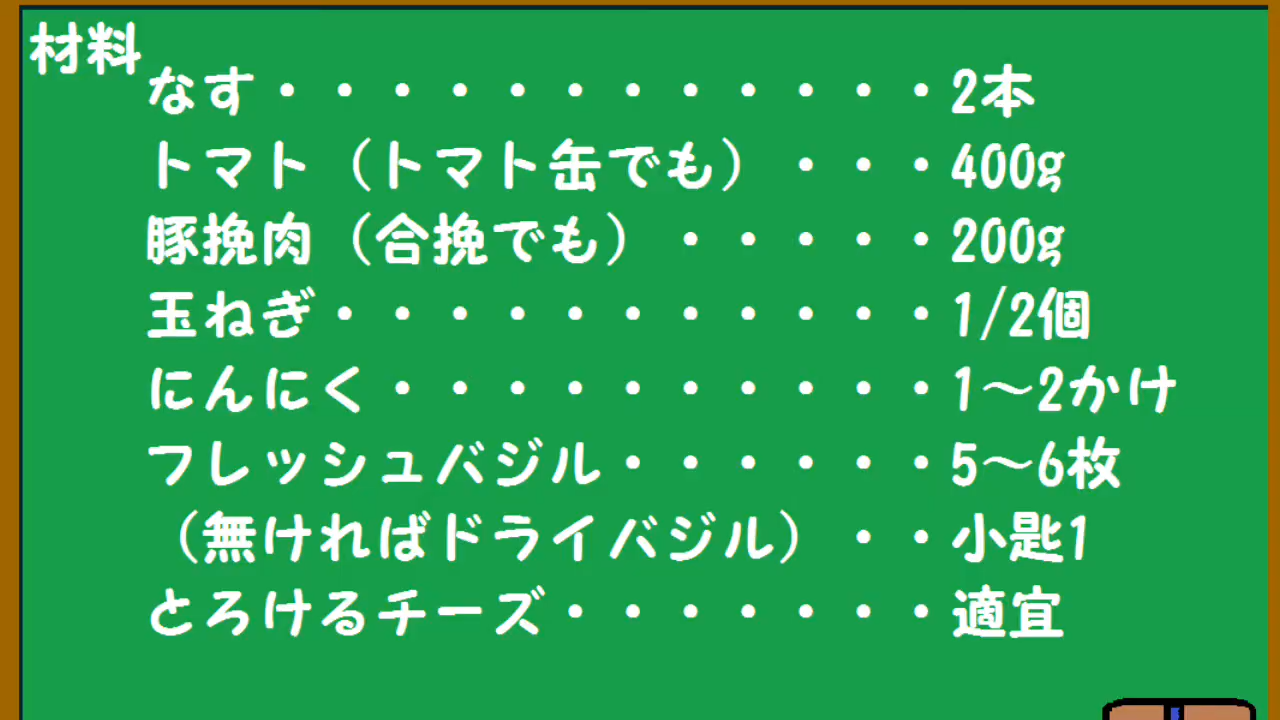 材料
なす・・・・・・・・・・・・2本
トマト（トマト缶でも）・・・400g
豚挽肉（合挽でも）・・・・・200g
玉ねぎ・・・・・・・・・・・1/2個
にんにく・・・・・・・・・・1～2かけ
フレッシュバジル・・・・・・5～6枚
（無ければドライバジル）・・小匙1
とろけるチーズ・・・・・・・適宜